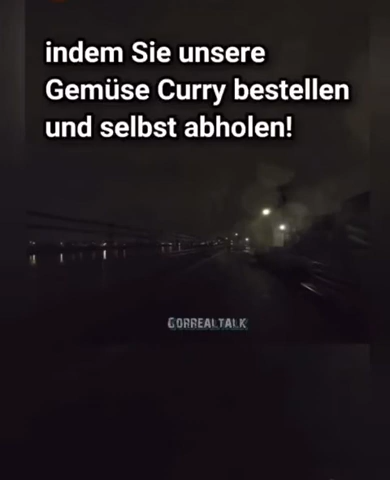 indem Sie unsere
Gemüse Curry bestellen
und selbst abholen!
GORREALTALK